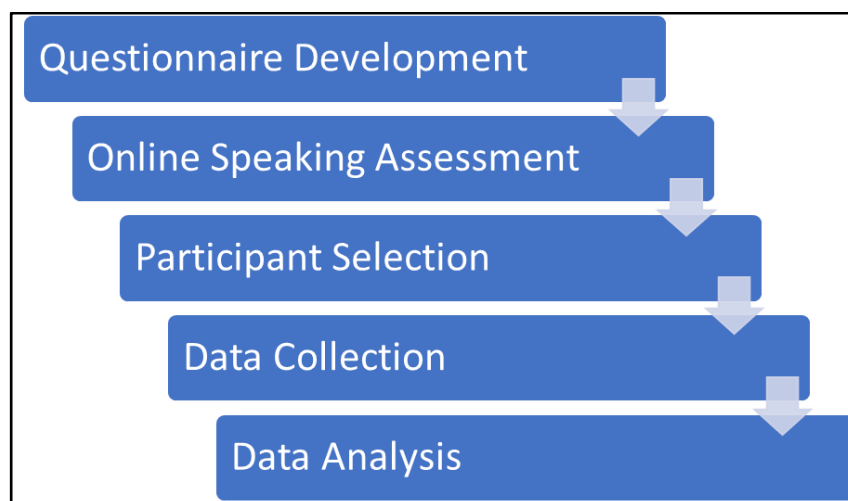 Questionnaire Development
Online Speaking Assessment
Participant Selection
Data Collection
Data Analysis